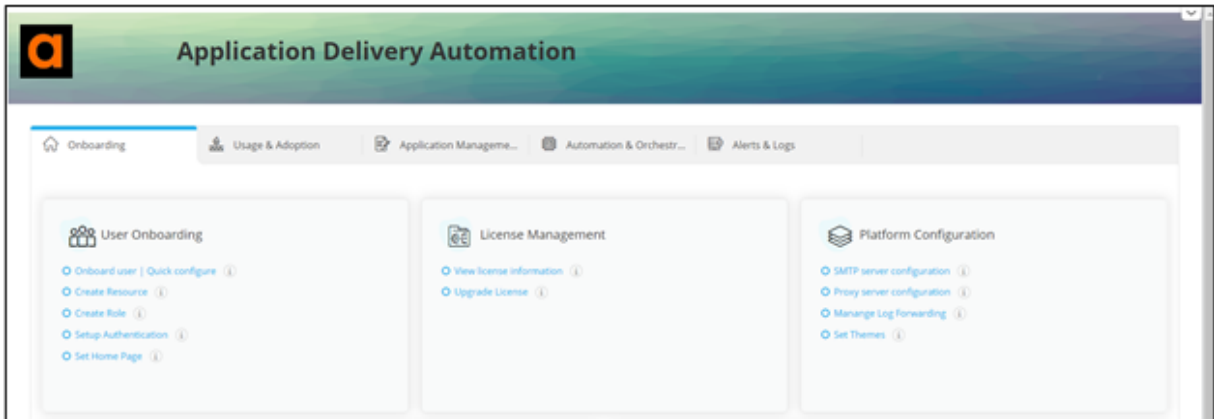 a
Application Delivery Automation
Onboarding
Usage & Adoption
Application Manageme...
Automation & Orchestr...
Alerts & Logs
User Onboarding
Onboard user | Quick configure
Create Resource
Create Role
Setup Authentication
Set Home Page
License Management
View license information
Upgrade License
Platform Configuration
SMTP server configuration
Proxy server configuration
Manange Log Forwarding
Set Themes